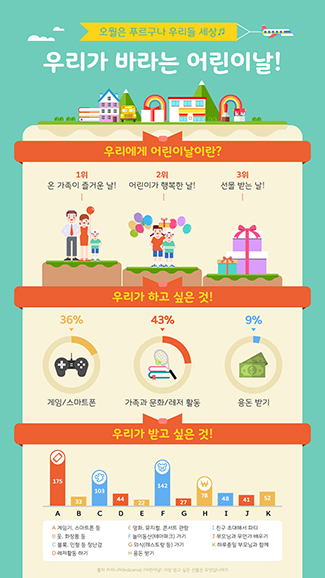 오월은 푸르구나 우리들 세상♬
우리가 바라는 어린이날!
우리에게 어린이날이란?
1위 2위 3위
온 가족이 즐거운 날! 어린이가 행복한 날! 선물 받는 날!
우리가 하고 싶은 것!
36% 43% 9%
게임/스마트폰 가족과 문화/레저 활동 용돈 받기
우리가 받고 싶은 것!
175 33 103 44 22 142 27 78 48 41 52
A B C D E F G H I J K
A 게임기, 스마트폰 등 E 영화, 뮤지컬, 콘서트 관람 I 친구 초대해서 파티
B 옷, 화장품 등 F 놀이동산(테마파크) 가기 J 부모님과 무언가 배우기
C 블록, 인형 등 장난감 G 외식(레스토랑 등) 가기 K 하루종일 부모님과 함께
D 레저활동 하기 H 용돈 받기